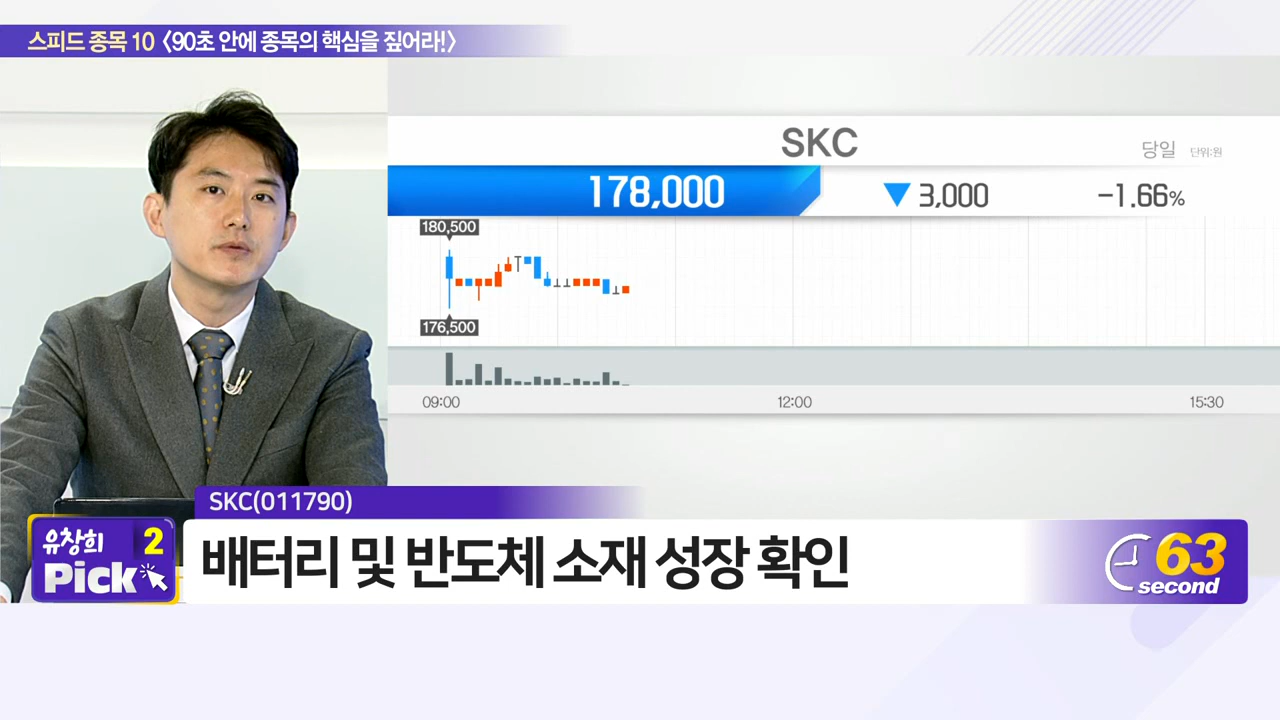 스피드 종목 10 〈90초 안에 종목의 핵심을 짚어라!〉
SKC
당일 단위:원
178,000 ▼ 3,000 -1.66%
180,500
176,500
09:00 12:00 15:30
SKC(011790)
유창희 2
Pick
배터리 및 반도체 소재 성장 확인
63
second